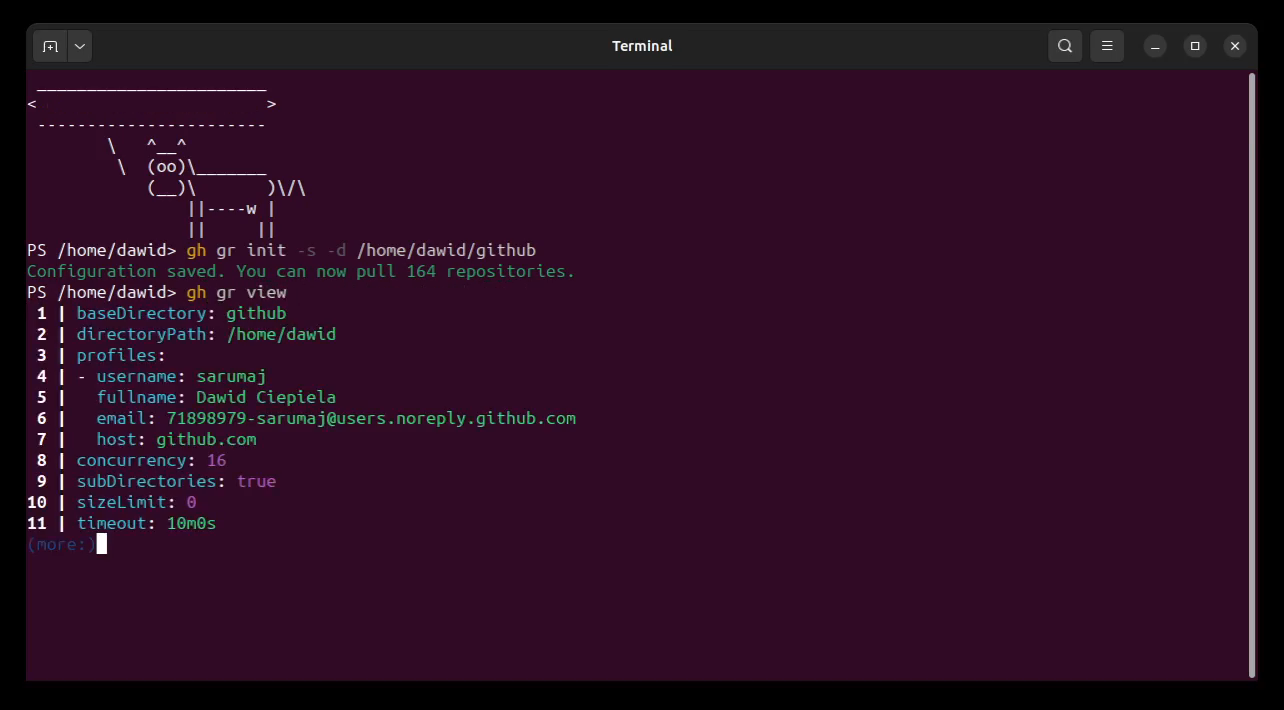 Terminal
 _______________________
<                       >
 -----------------------
        \   ^__^
         \  (oo)\_______
            (__)\       )\/\
                ||----w |
                ||     ||
PS /home/dawid> gh gr init -s -d /home/dawid/github
Configuration saved. You can now pull 164 repositories.
PS /home/dawid> gh gr view
 1 | baseDirectory: github
 2 | directoryPath: /home/dawid
 3 | profiles:
 4 | - username: sarumaj
 5 |   fullname: Dawid Ciepiela
 6 |   email: 71898979-sarumaj@users.noreply.github.com
 7 |   host: github.com
 8 | concurrency: 16
 9 | subDirectories: true
10 | sizeLimit: 0
11 | timeout: 10m0s
(more:)